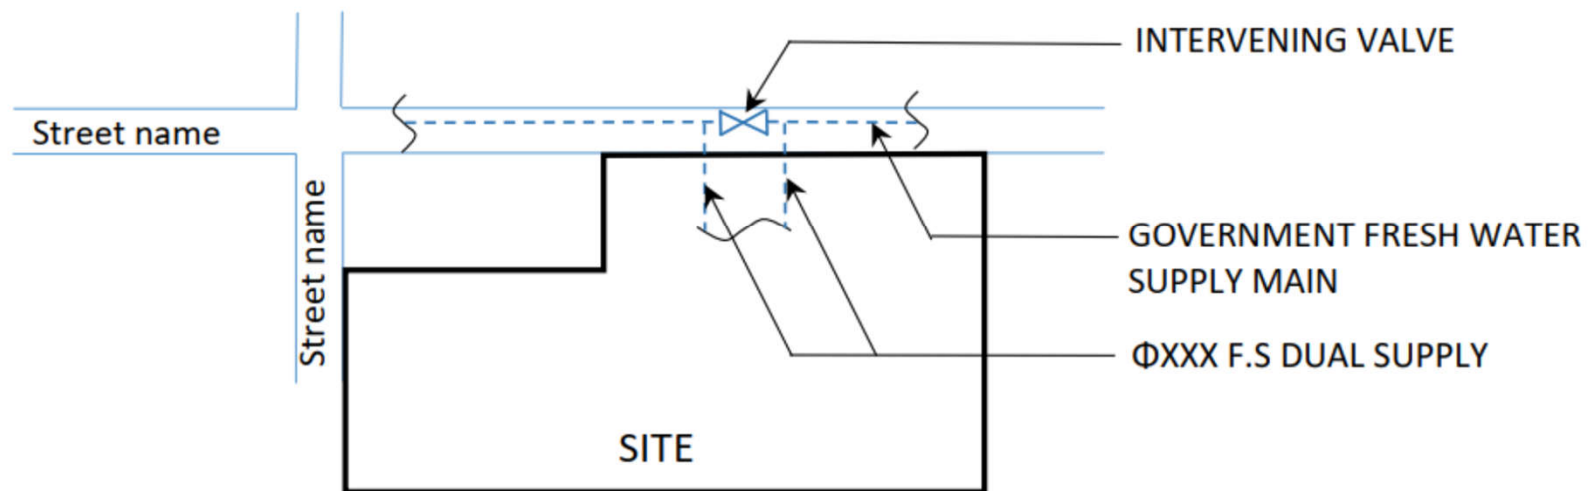 INTERVENING VALVE
Street name
Street name
GOVERNMENT FRESH WATER
SUPPLY MAIN
ΦXXX F.S DUAL SUPPLY
SITE